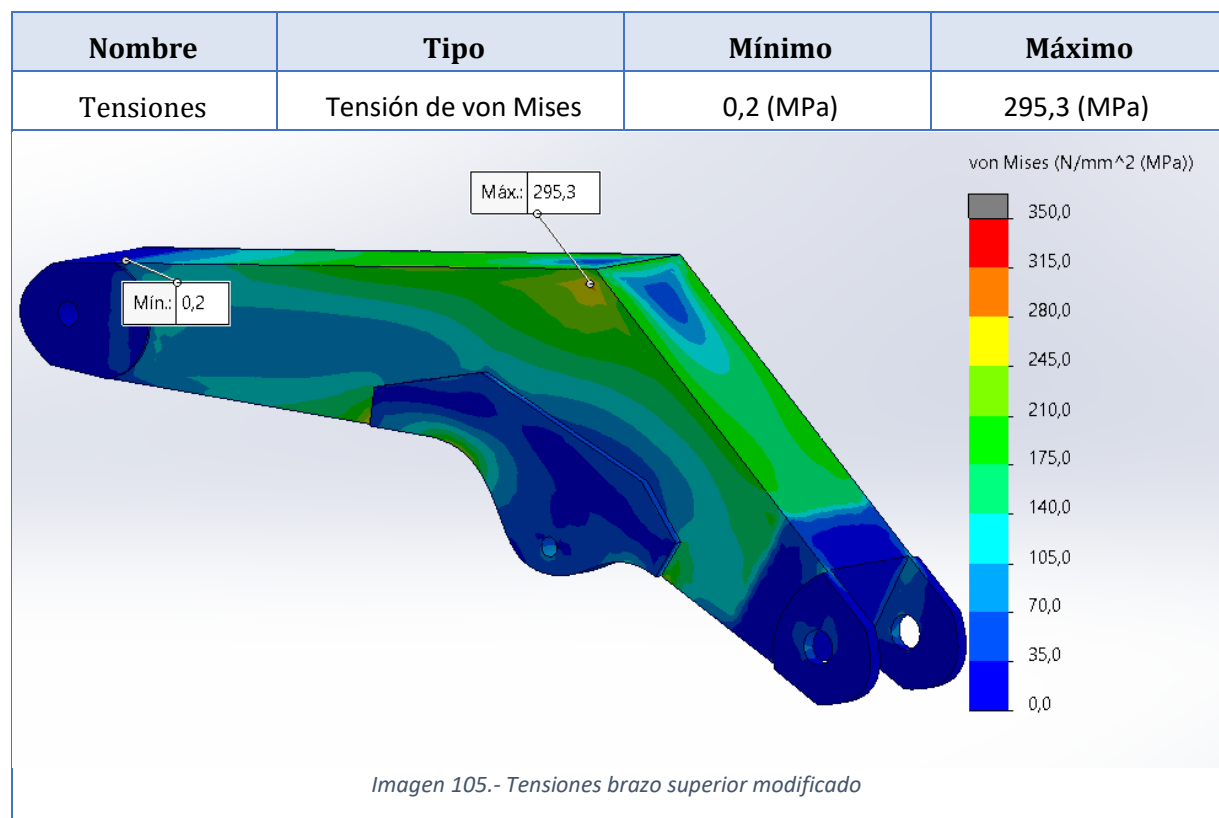 Nombre Tipo Mínimo Máximo
Tensiones Tensión de von Mises 0,2 (MPa) 295,3 (MPa)
von Mises (N/mm^2 (MPa))
Máx.: 295,3
350,0
315,0
280,0
245,0
210,0
175,0
140,0
105,0
70,0
35,0
0,0
Mín.: 0,2
Imagen 105.- Tensiones brazo superior modificado